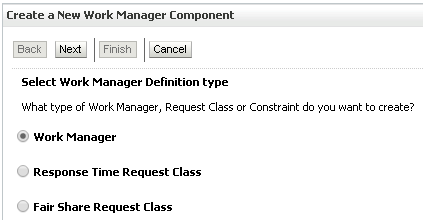 Create a New Work Manager Component
Back Next Finish Cancel
Select Work Manager Definition type
What type of Work Manager, Request Class or Constraint do you want to create?
Work Manager
Response Time Request Class
Fair Share Request Class